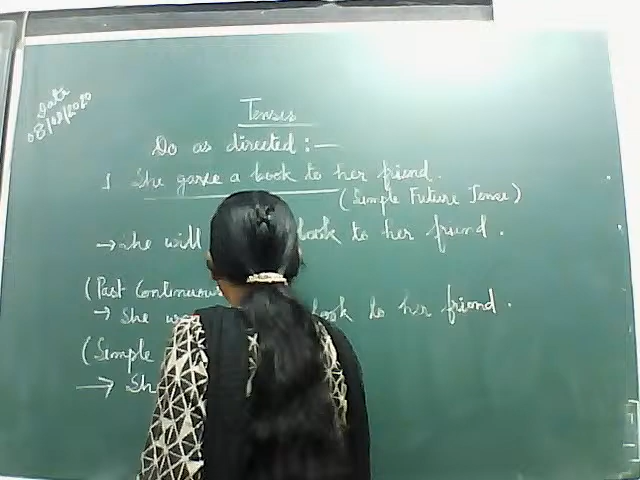 Date
08/02/2020
Tenses
Do as directed :—
1 She gave a book to her friend.
(Simple Future Tense)
→ She will book to her friend.
(Past Continuous
→ She book to her friend.
(Simple
→ Sh